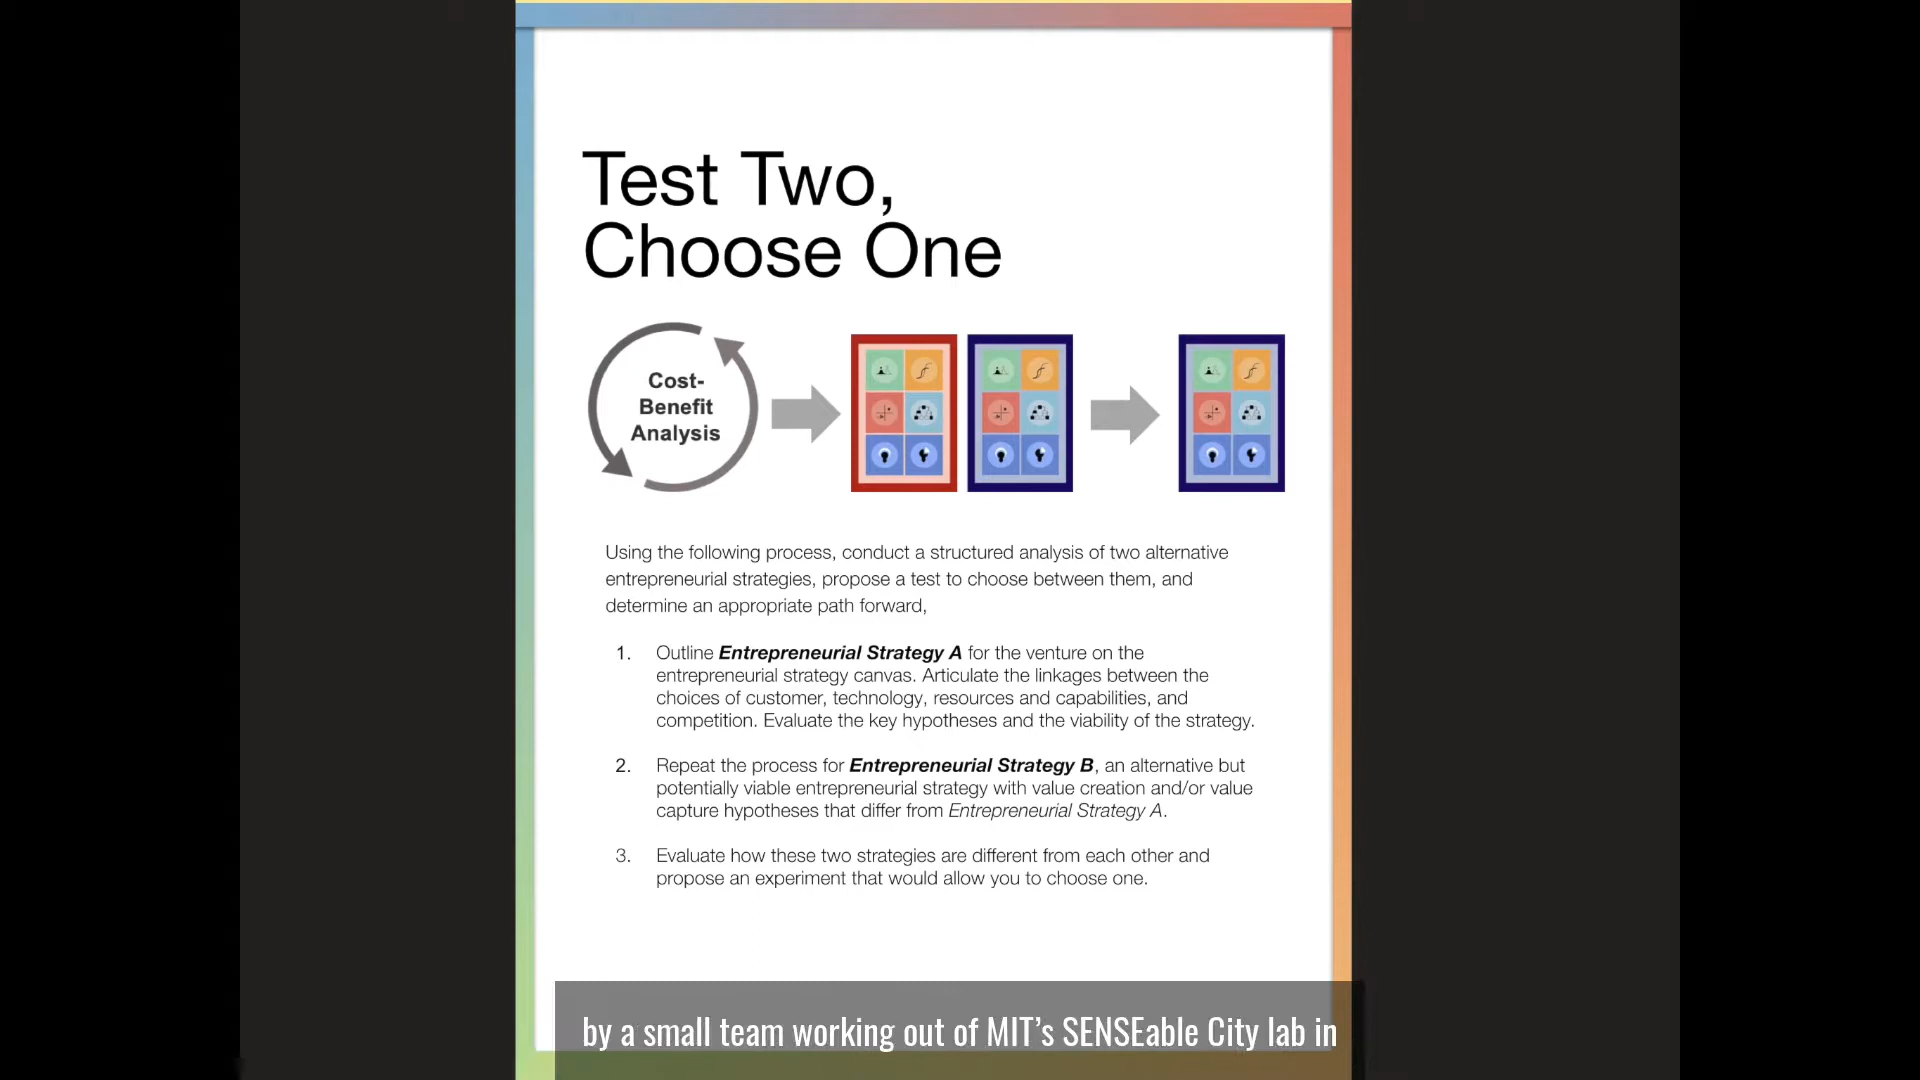 Test Two,
Choose One
Cost-
Benefit
Analysis
Using the following process, conduct a structured analysis of two alternative
entrepreneurial strategies, propose a test to choose between them, and
determine an appropriate path forward,
1. Outline Entrepreneurial Strategy A for the venture on the
entrepreneurial strategy canvas. Articulate the linkages between the
choices of customer, technology, resources and capabilities, and
competition. Evaluate the key hypotheses and the viability of the strategy.
2. Repeat the process for Entrepreneurial Strategy B, an alternative but
potentially viable entrepreneurial strategy with value creation and/or value
capture hypotheses that differ from Entrepreneurial Strategy A.
3. Evaluate how these two strategies are different from each other and
propose an experiment that would allow you to choose one.
by a small team working out of MIT’s SENSEable City lab in